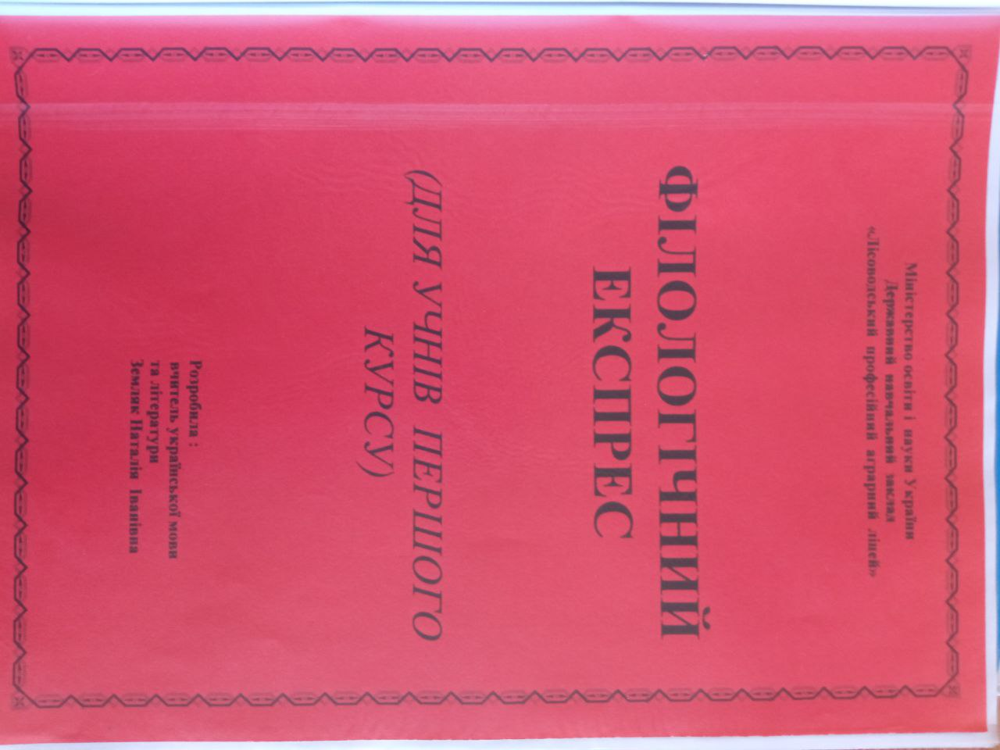 Міністерство освіти і науки України
Державний навчальний заклад
«Лісоводський професійний аграрний ліцей»
ФІЛОЛОГІЧНИЙ
ЕКСПРЕС
(ДЛЯ УЧНІВ ПЕРШОГО
КУРСУ)
Розробила :
вчитель української мови
та літератури
Земляк Наталія Іванівна